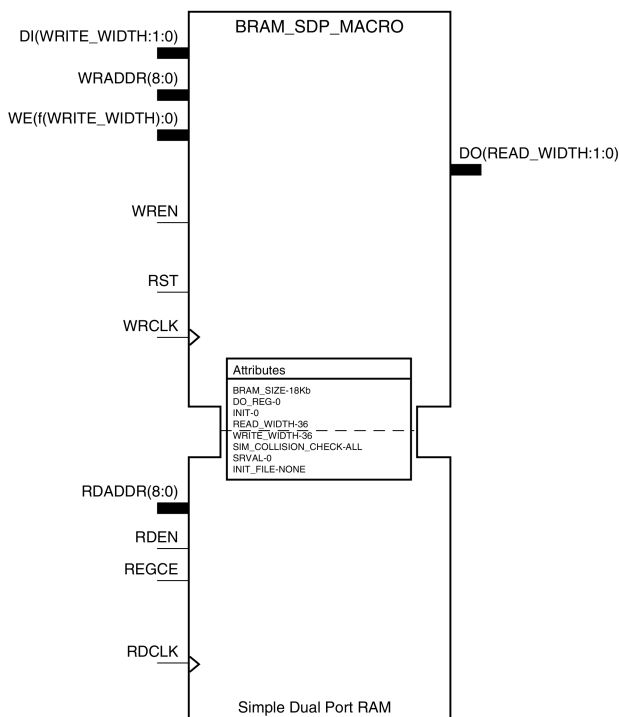 BRAM_SDP_MACRO
DI(WRITE_WIDTH:1:0)
WRADDR(8:0)
WE(f(WRITE_WIDTH):0)
DO(READ_WIDTH:1:0)
WREN
RST
WRCLK
Attributes
BRAM_SIZE-18Kb
DO_REG-0
INIT-0
READ_WIDTH-36
WRITE_WIDTH-36
SIM_COLLISION_CHECK-ALL
SRVAL-0
INIT_FILE-NONE
RDADDR(8:0)
RDEN
REGCE
RDCLK
Simple Dual Port RAM